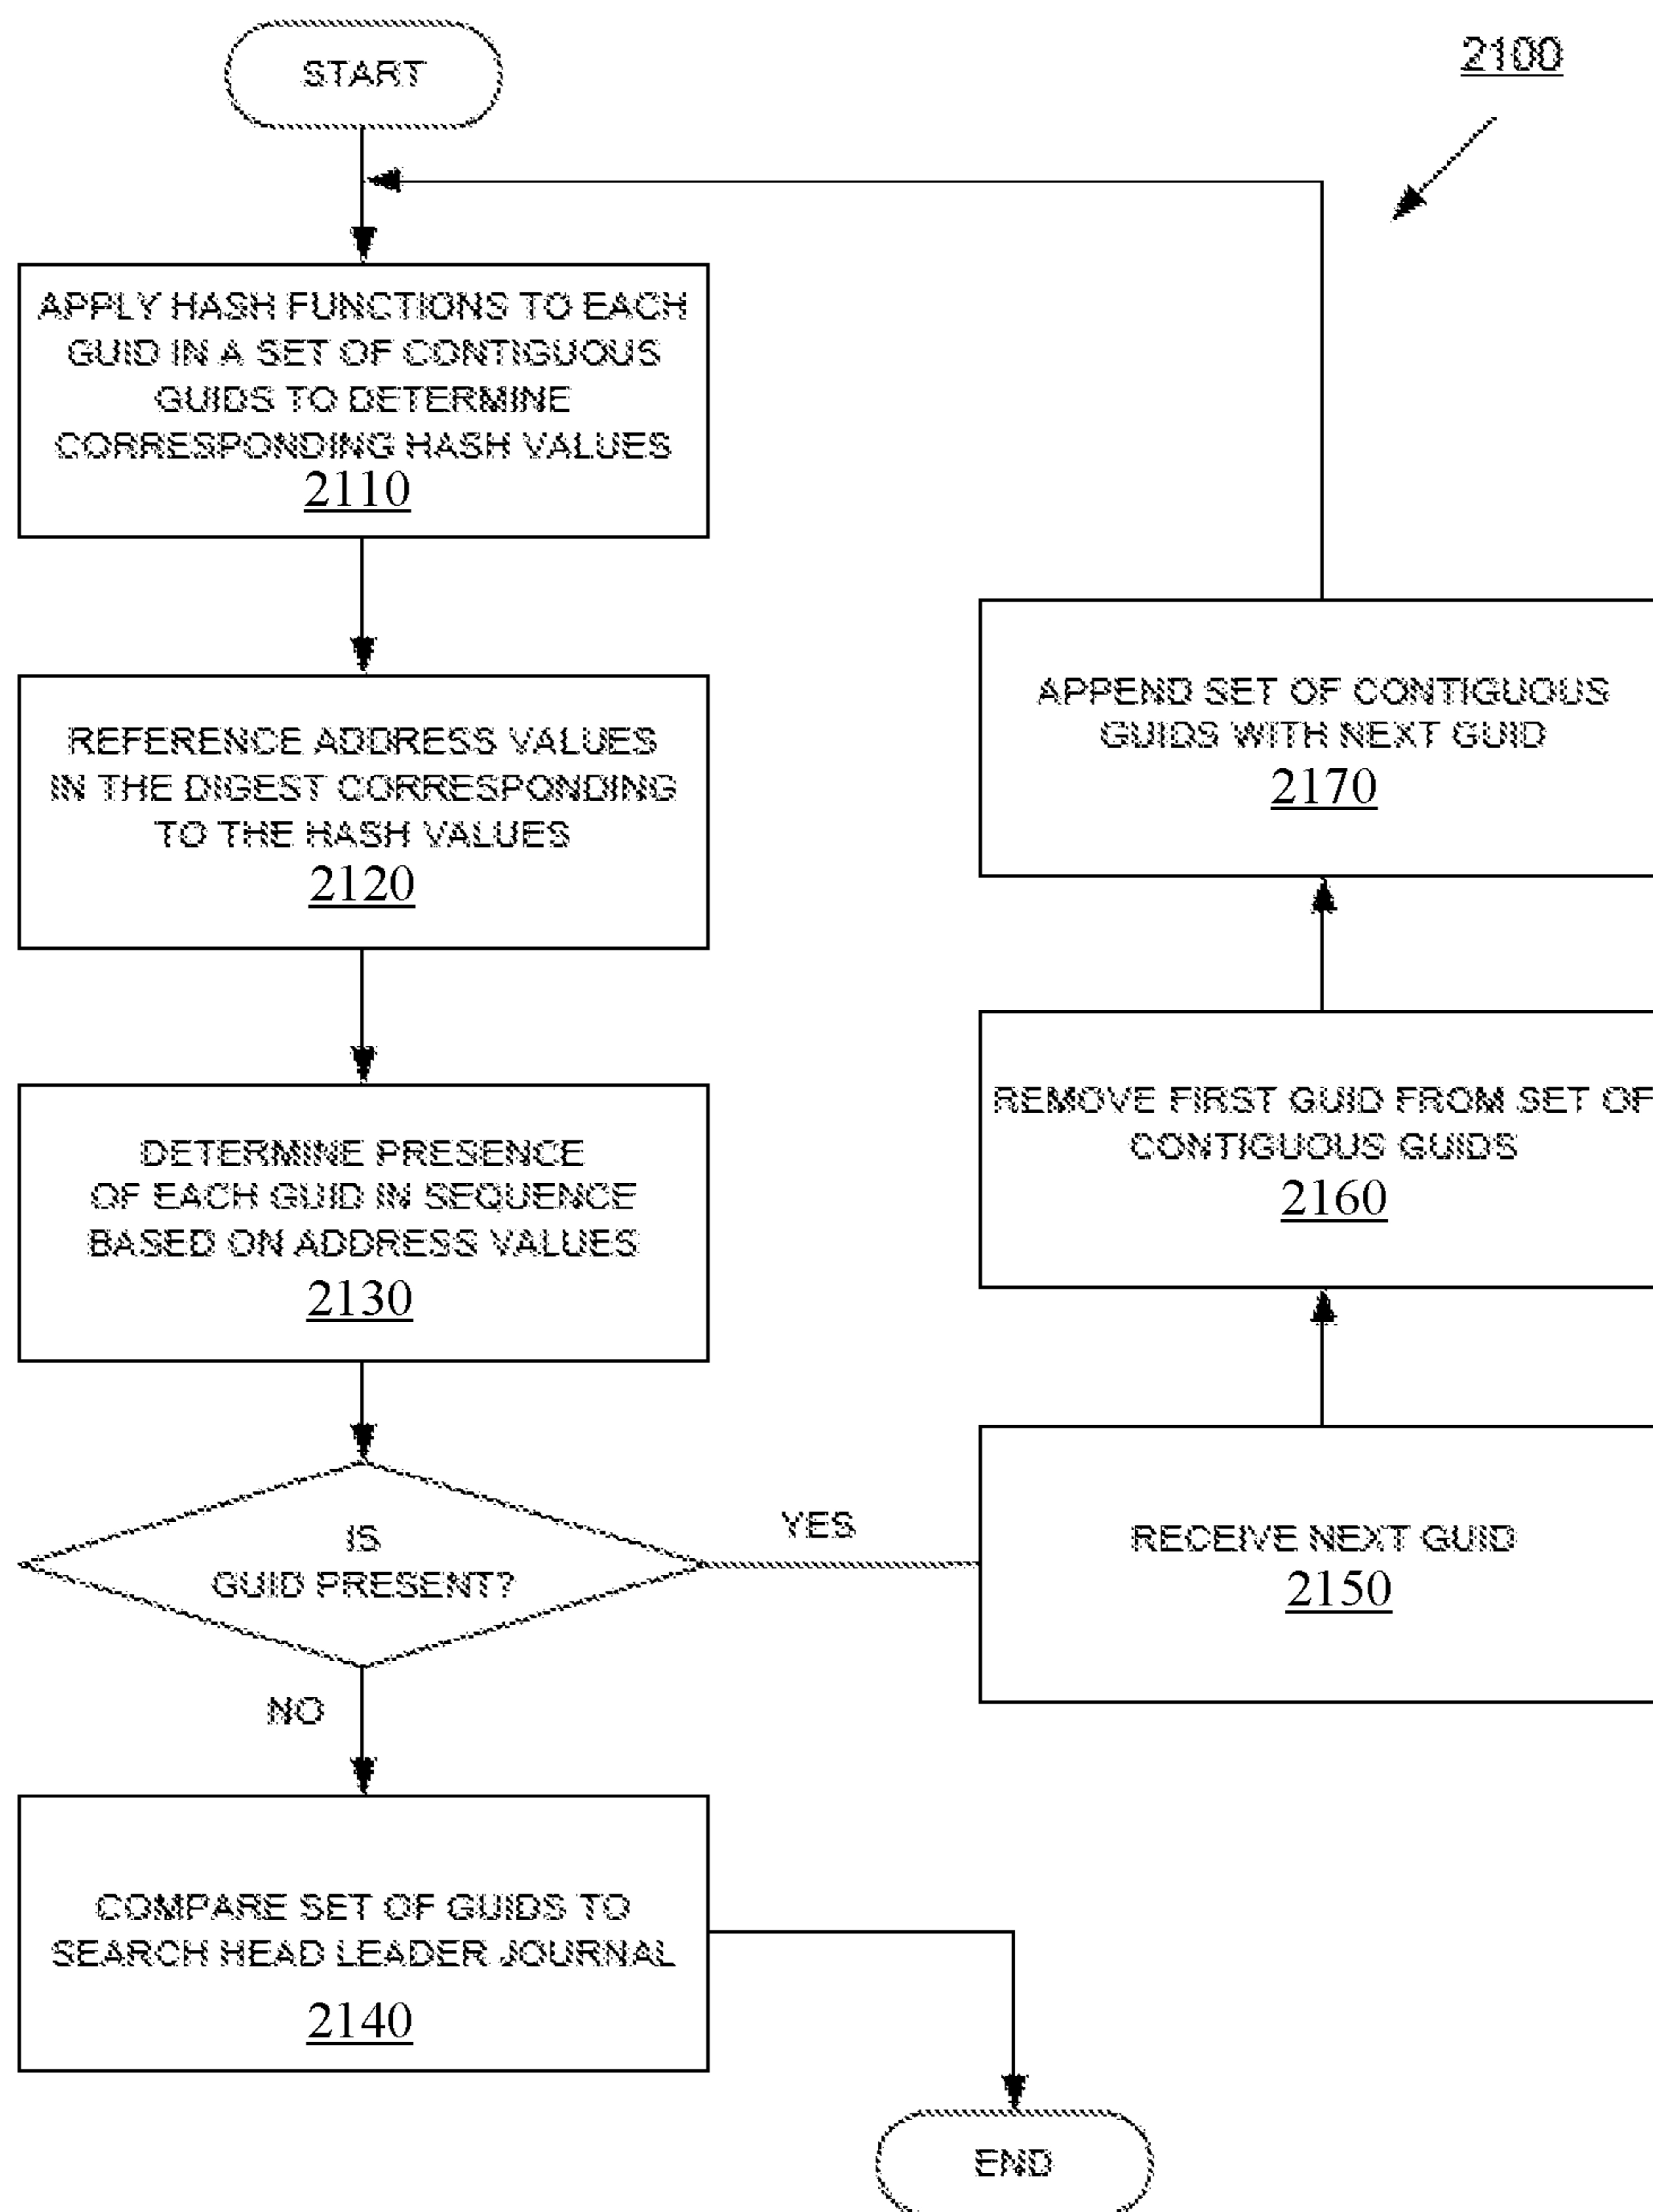 START
2100
APPLY HASH FUNCTIONS TO EACH
GUID IN A SET OF CONTIGUOUS
GUIDS TO DETERMINE
CORRESPONDING HASH VALUES
2110
REFERENCE ADDRESS VALUES
IN THE DIGEST CORRESPONDING
TO THE HASH VALUES
2120
DETERMINE PRESENCE
OF EACH GUID IN SEQUENCE
BASED ON ADDRESS VALUES
2130
IS
GUID PRESENT?
YES
NO
COMPARE SET OF GUIDS TO
SEARCH HEAD LEADER JOURNAL
2140
RECEIVE NEXT GUID
2150
REMOVE FIRST GUID FROM SET OF
CONTIGUOUS GUIDS
2160
APPEND SET OF CONTIGUOUS
GUIDS WITH NEXT GUID
2170
END